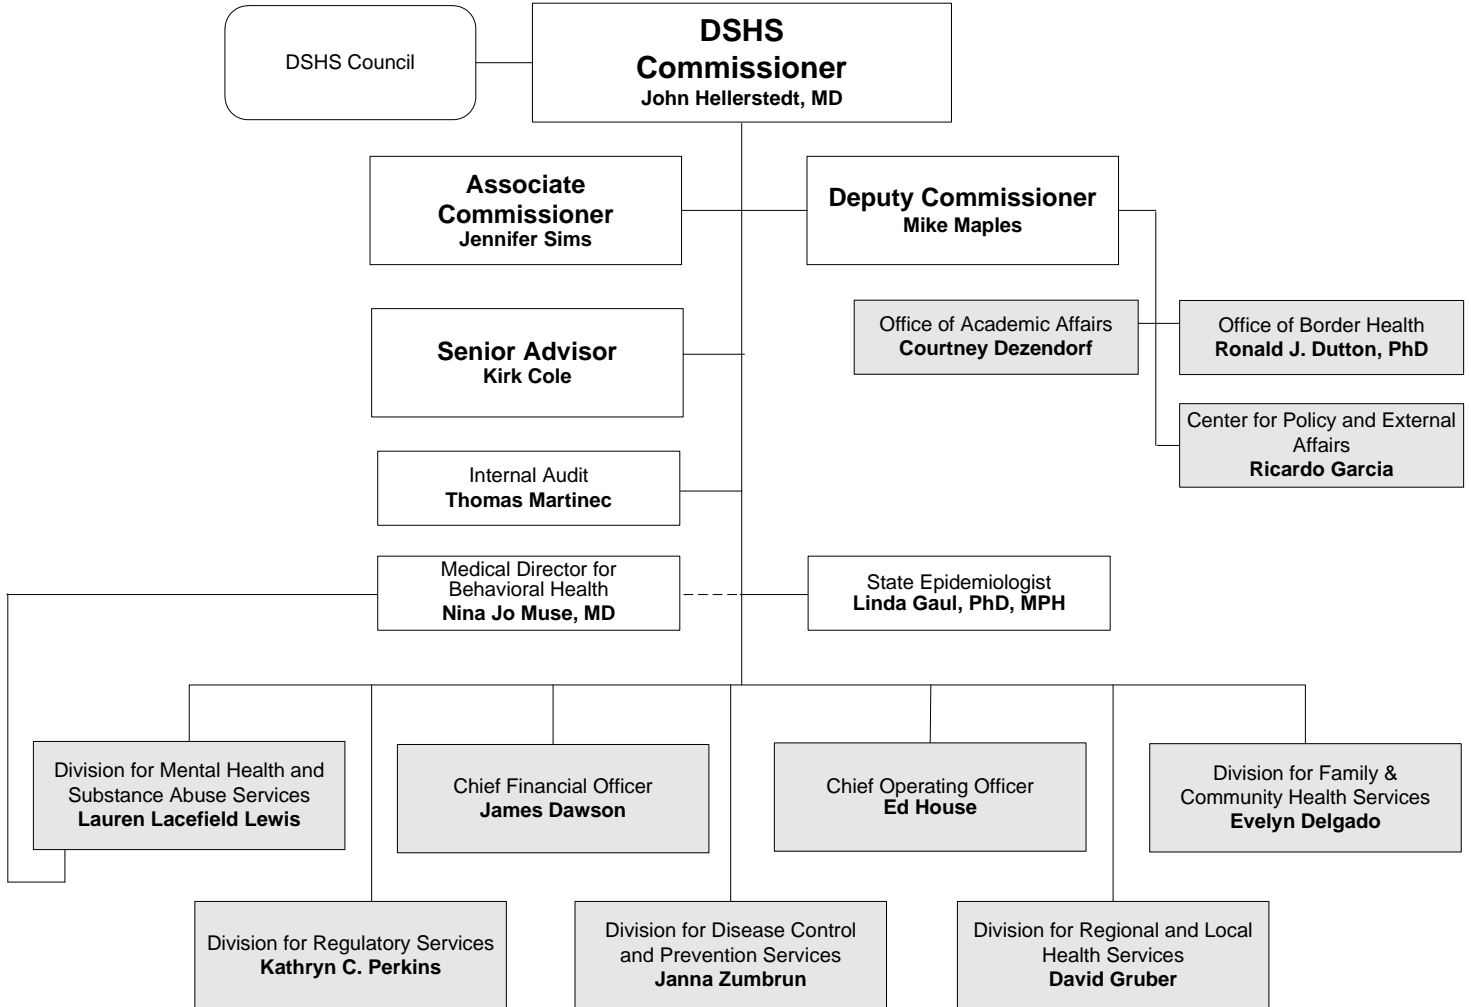 DSHS Council
DSHS
Commissioner
John Hellerstedt, MD
Associate
Commissioner
Jennifer Sims
Deputy Commissioner
Mike Maples
Senior Advisor
Kirk Cole
Office of Academic Affairs
Courtney Dezendorf
Office of Border Health
Ronald J. Dutton, PhD
Center for Policy and External
Affairs
Ricardo Garcia
Internal Audit
Thomas Martinec
Medical Director for
Behavioral Health
Nina Jo Muse, MD
State Epidemiologist
Linda Gaul, PhD, MPH
Division for Mental Health and
Substance Abuse Services
Lauren Lacefield Lewis
Chief Financial Officer
James Dawson
Chief Operating Officer
Ed House
Division for Family &
Community Health Services
Evelyn Delgado
Division for Regulatory Services
Kathryn C. Perkins
Division for Disease Control
and Prevention Services
Janna Zumbrun
Division for Regional and Local
Health Services
David Gruber